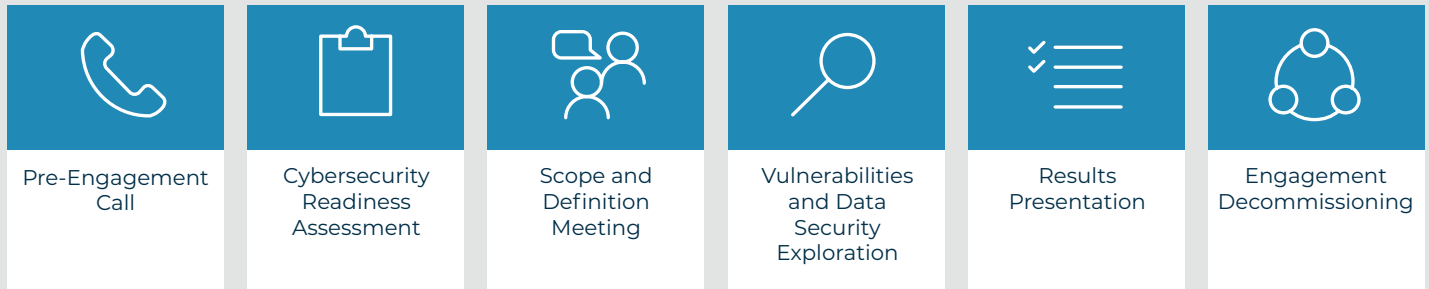 Pre-Engagement
Call
Cybersecurity
Readiness
Assessment
Scope and
Definition
Meeting
Vulnerabilities
and Data
Security
Exploration
Results
Presentation
Engagement
Decommissioning